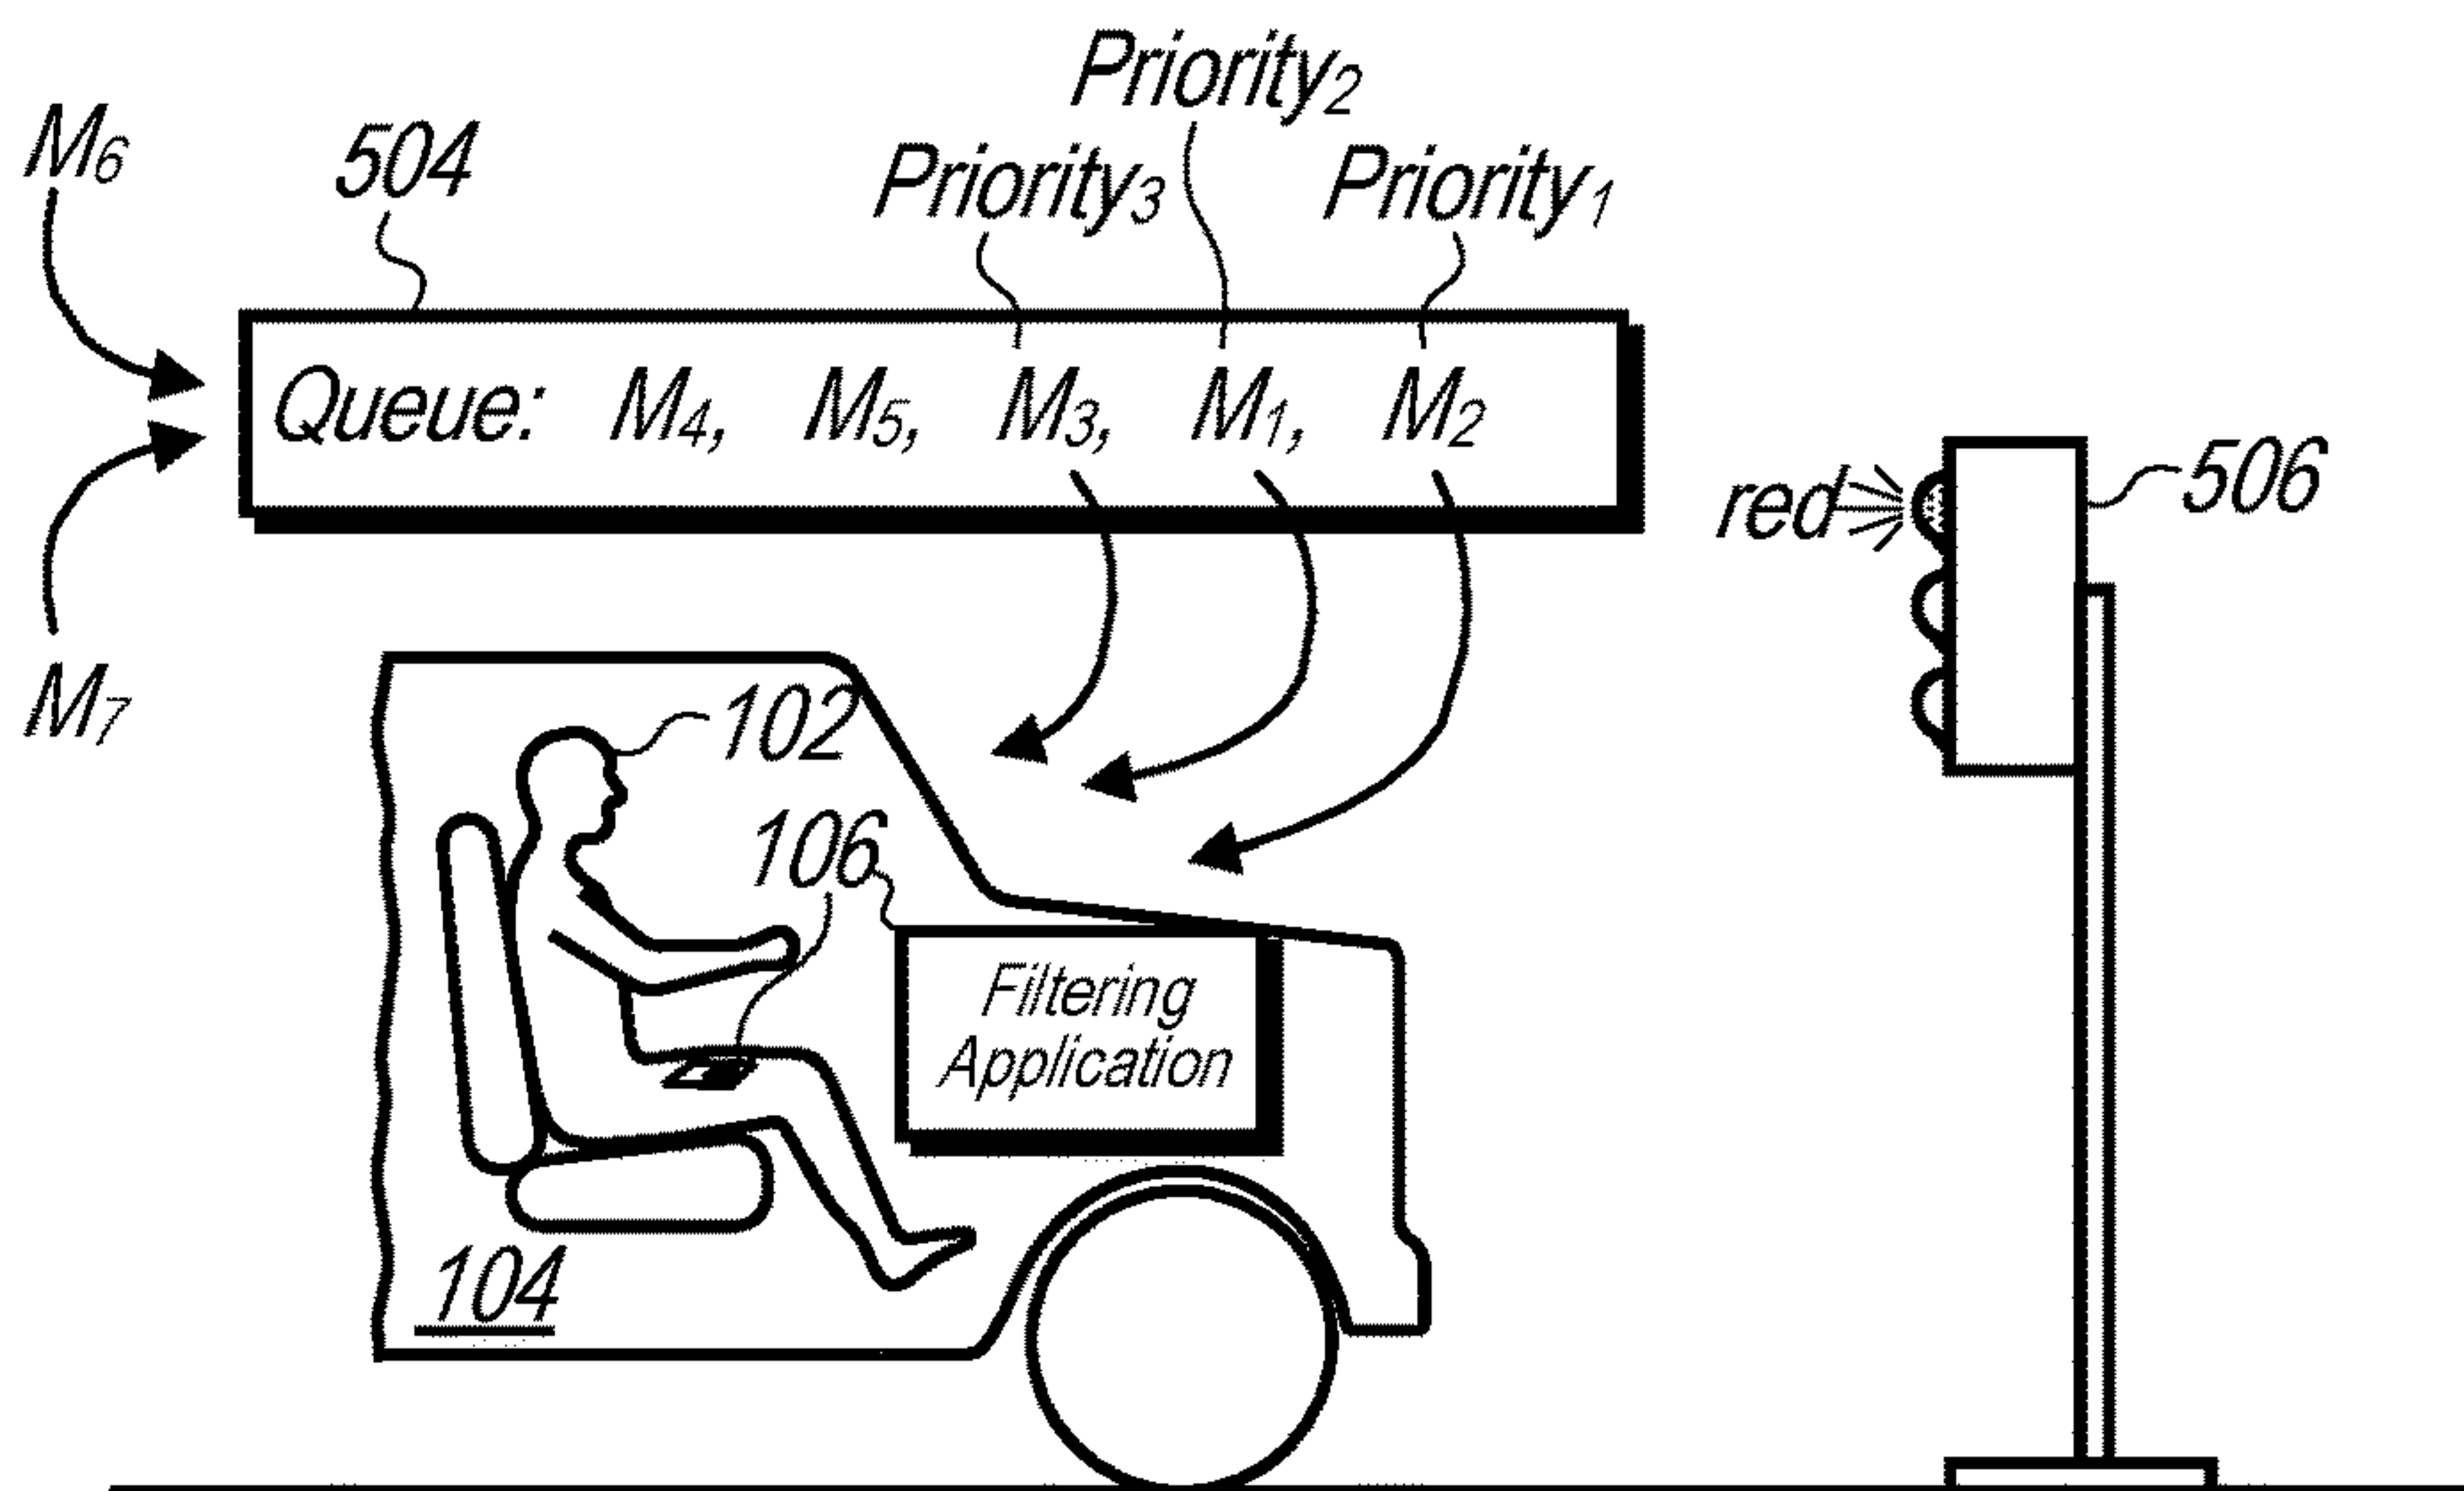 Priority2
M6
504
Priority3
Priority1
Queue: M4, M5, M3, M1, M2
red
506
M7
102
106
Filtering
Application
104